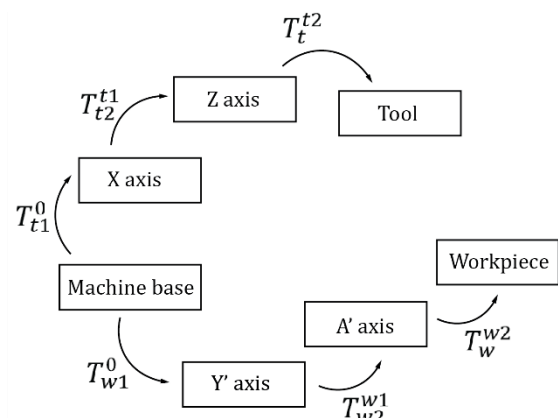 T_t^{t2}
Z axis
T_{t2}^{t1}
Tool
X axis
T_{t1}^0
Machine base
Workpiece
A' axis
T_w^{w2}
T_{w1}^0
Y' axis
T_{w2}^{w1}